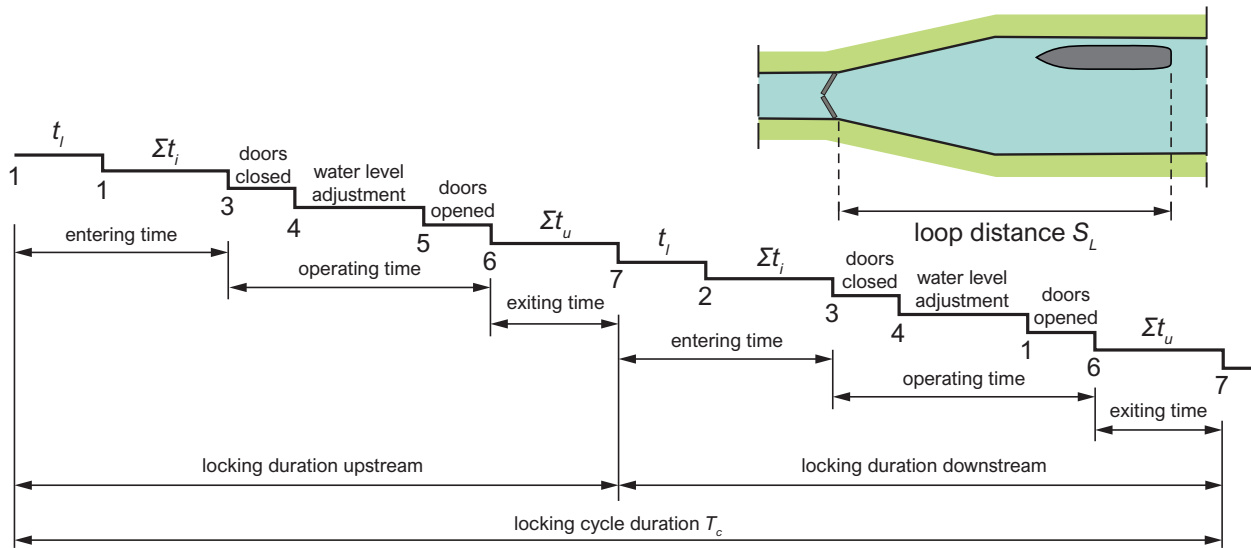 t_l
Σt_i
doors
closed
water level
adjustment
doors
opened
Σt_u
t_l
Σt_i
doors
closed
water level
adjustment
doors
opened
Σt_u
1
1
3
4
5
6
7
2
3
4
1
6
7
entering time
operating time
exiting time
entering time
operating time
exiting time
locking duration upstream
locking duration downstream
locking cycle duration T_c
loop distance S_L